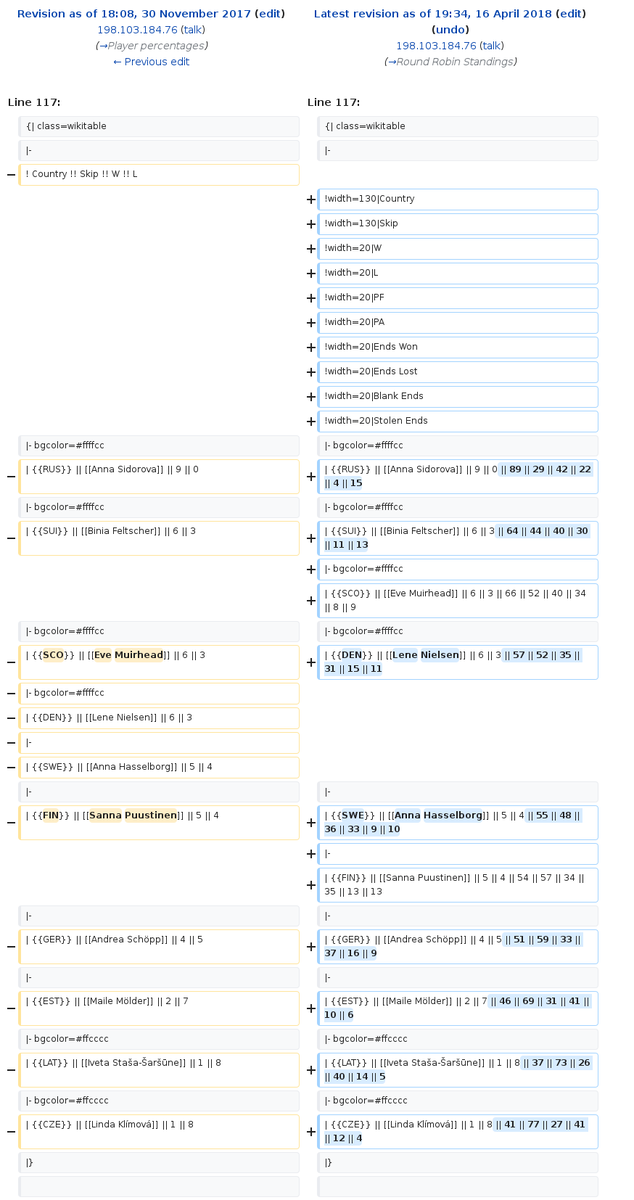 Revision as of 18:08, 30 November 2017 (edit)
198.103.184.76 (talk)
(→Player percentages)
← Previous edit
Latest revision as of 19:34, 16 April 2018 (edit)
(undo)
198.103.184.76 (talk)
(→Round Robin Standings)
Line 117:
Line 117:
{| class=wikitable
{| class=wikitable
|-
|-
− ! Country !! Skip !! W !! L
+ !width=130|Country
+ !width=130|Skip
+ !width=20|W
+ !width=20|L
+ !width=20|PF
+ !width=20|PA
+ !width=20|Ends Won
+ !width=20|Ends Lost
+ !width=20|Blank Ends
+ !width=20|Stolen Ends
|- bgcolor=#ffffcc
|- bgcolor=#ffffcc
− | {{RUS}} || [[Anna Sidorova]] || 9 || 0
+ | {{RUS}} || [[Anna Sidorova]] || 9 || 0 || 89 || 29 || 42 || 22
|| 4 || 15
|- bgcolor=#ffffcc
|- bgcolor=#ffffcc
− | {{SUI}} || [[Binia Feltscher]] || 6 || 3
+ | {{SUI}} || [[Binia Feltscher]] || 6 || 3 || 64 || 44 || 40 || 30
|| 11 || 13
+ |- bgcolor=#ffffcc
+ | {{SCO}} || [[Eve Muirhead]] || 6 || 3 || 66 || 52 || 40 || 34
|| 8 || 9
|- bgcolor=#ffffcc
|- bgcolor=#ffffcc
− | {{SCO}} || [[Eve Muirhead]] || 6 || 3
+ | {{DEN}} || [[Lene Nielsen]] || 6 || 3 || 57 || 52 || 35 ||
31 || 15 || 11
− |- bgcolor=#ffffcc
− | {{DEN}} || [[Lene Nielsen]] || 6 || 3
− |-
− | {{SWE}} || [[Anna Hasselborg]] || 5 || 4
|-
|-
− | {{FIN}} || [[Sanna Puustinen]] || 5 || 4
+ | {{SWE}} || [[Anna Hasselborg]] || 5 || 4 || 55 || 48 ||
36 || 33 || 9 || 10
+ |-
+ | {{FIN}} || [[Sanna Puustinen]] || 5 || 4 || 54 || 57 || 34 ||
35 || 13 || 13
|-
|-
− | {{GER}} || [[Andrea Schöpp]] || 4 || 5
+ | {{GER}} || [[Andrea Schöpp]] || 4 || 5 || 51 || 59 || 33 ||
37 || 16 || 9
|-
|-
− | {{EST}} || [[Maile Mölder]] || 2 || 7
+ | {{EST}} || [[Maile Mölder]] || 2 || 7 || 46 || 69 || 31 || 41 ||
10 || 6
|- bgcolor=#ffcccc
|- bgcolor=#ffcccc
− | {{LAT}} || [[Iveta Staša-Šaršūne]] || 1 || 8
+ | {{LAT}} || [[Iveta Staša-Šaršūne]] || 1 || 8 || 37 || 73 || 26
|| 40 || 14 || 5
|- bgcolor=#ffcccc
|- bgcolor=#ffcccc
− | {{CZE}} || [[Linda Klímová]] || 1 || 8
+ | {{CZE}} || [[Linda Klímová]] || 1 || 8 || 41 || 77 || 27 || 41
|| 12 || 4
|}
|}